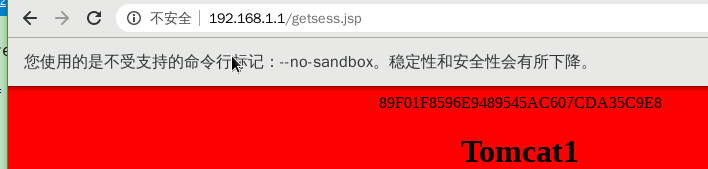 不安全 | 192.168.1.1/getsess.jsp
您使用的是不受支持的命令行标记：--no-sandbox。稳定性和安全性会有所下降。
89F01F8596E9489545AC607CDA35C9E8
Tomcat1